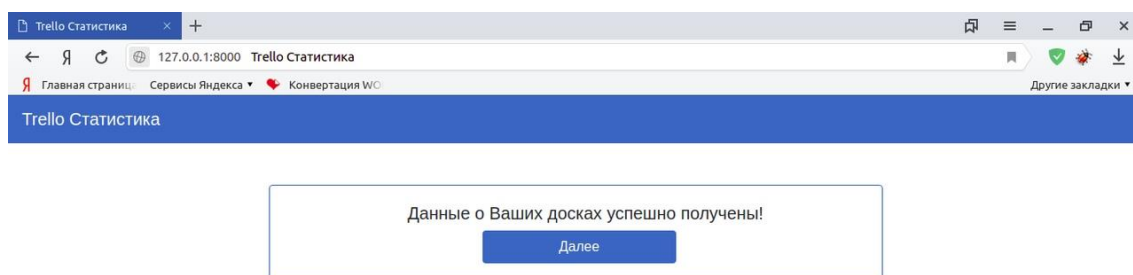 Trello Статистика
127.0.0.1:8000 Trello Статистика
Я Главная страниц Сервисы Яндекса Конвертация WO Другие закладки
Trello Статистика
Данные о Ваших досках успешно получены!
Далее